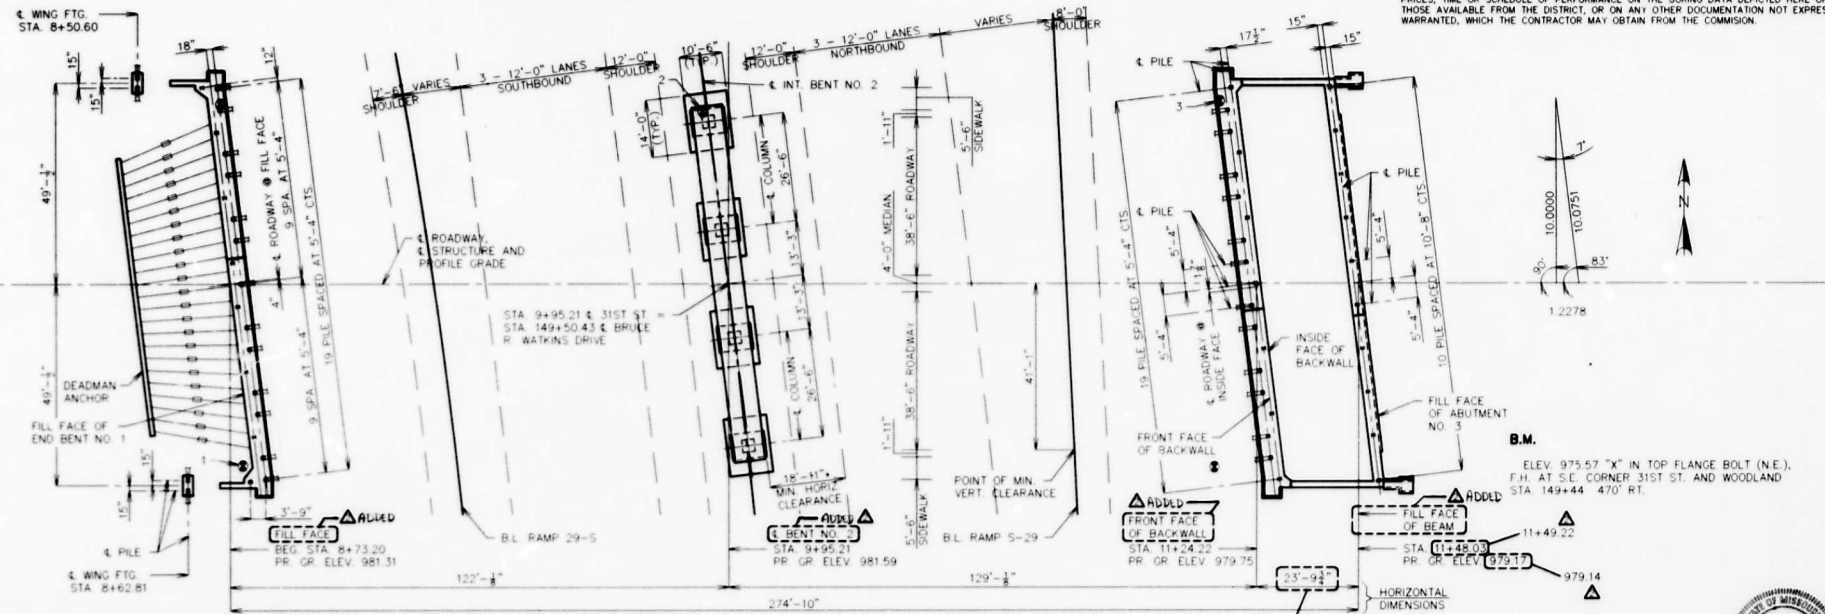 PRICES, TIME OR SCHEDULE OF PERFORMANCE ON THE BORING DATA DEPICTED HERE OR
THOSE AVAILABLE FROM THE DISTRICT, OR ON ANY OTHER DOCUMENTATION NOT EXPRES
WARRANTED, WHICH THE CONTRACTOR MAY OBTAIN FROM THE COMMISION.
℄ WING FTG.
STA. 8+50.60
15"
15"
18"
12"
49'-1½"
49'-1½"
℄ ROADWAY @ FILL FACE
9 SPA. AT 5'-4"
19 PILE SPACED AT 5'-4" CTS.
4"
9 SPA. AT 5'-4"
DEADMAN
ANCHOR
FILL FACE OF
END BENT NO. 1
1
15"
15"
3'-9"
℄ PILE
℄ WING FTG.
STA 8+62.81
7'-6"
SHOULDER
VARIES
3 - 12'-0" LANES
SOUTHBOUND
12'-0"
SHOULDER
10'-6"
(TYP.)
12'-0"
SHOULDER
3 - 12'-0" LANES
NORTHBOUND
VARIES
8'-0"
SHOULDER
2
℄ INT. BENT NO. 2
14'-0"
(TYP.)
℄ COLUMN
26'-6"
13'-3"
13'-3"
℄ COLUMN
26'-6"
1'-11"
5'-6"
SIDEWALK
38'-6" ROADWAY
4'-0" MEDIAN
38'-6" ROADWAY
1'-11"
5'-6"
SIDEWALK
℄ ROADWAY,
℄ STRUCTURE AND
PROFILE GRADE
STA. 9+95.21 ℄ 31ST ST. =
STA. 149+50.43 ℄ BRUCE
R. WATKINS DRIVE
18'-11"
MIN. HORIZ.
CLEARANCE
41'-1"
POINT OF MIN.
VERT. CLEARANCE
B.L. RAMP 29-S
B.L. RAMP S-29
17½"
15"
15"
℄ PILE
3
19 PILE SPACED AT 5'-4" CTS.
℄ PILE
5'-4"
5'-4"
℄ ROADWAY @
INSIDE FACE
INSIDE
FACE OF
BACKWALL
FRONT FACE
OF BACKWALL
℄ PILE
5'-4"
5'-4"
10 PILE SPACED AT 10'-8" CTS.
FILL FACE
OF ABUTMENT
NO. 3
7°
10.0000
10.0751
90°
83°
1.2278
N
B.M.
ELEV. 975.57 "X" IN TOP FLANGE BOLT (N.E.),
F.H. AT S.E. CORNER 31ST ST. AND WOODLAND
STA. 149+44 470' RT.
FILL FACE
ADDED
BEG. STA. 8+73.20
PR. GR. ELEV. 981.31
ADDED
℄ BENT NO. 2
STA. 9+95.21
PR. GR. ELEV. 981.59
ADDED
FRONT FACE
OF BACKWALL
STA. 11+24.22
PR. GR. ELEV. 979.75
ADDED
FILL FACE
OF BEAM
STA. 11+48.03
11+49.22
PR. GR. ELEV. 979.17
979.14
122'-⅛"
129'-⅛"
23'-9¾"
274'-10"
HORIZONTAL
DIMENSIONS